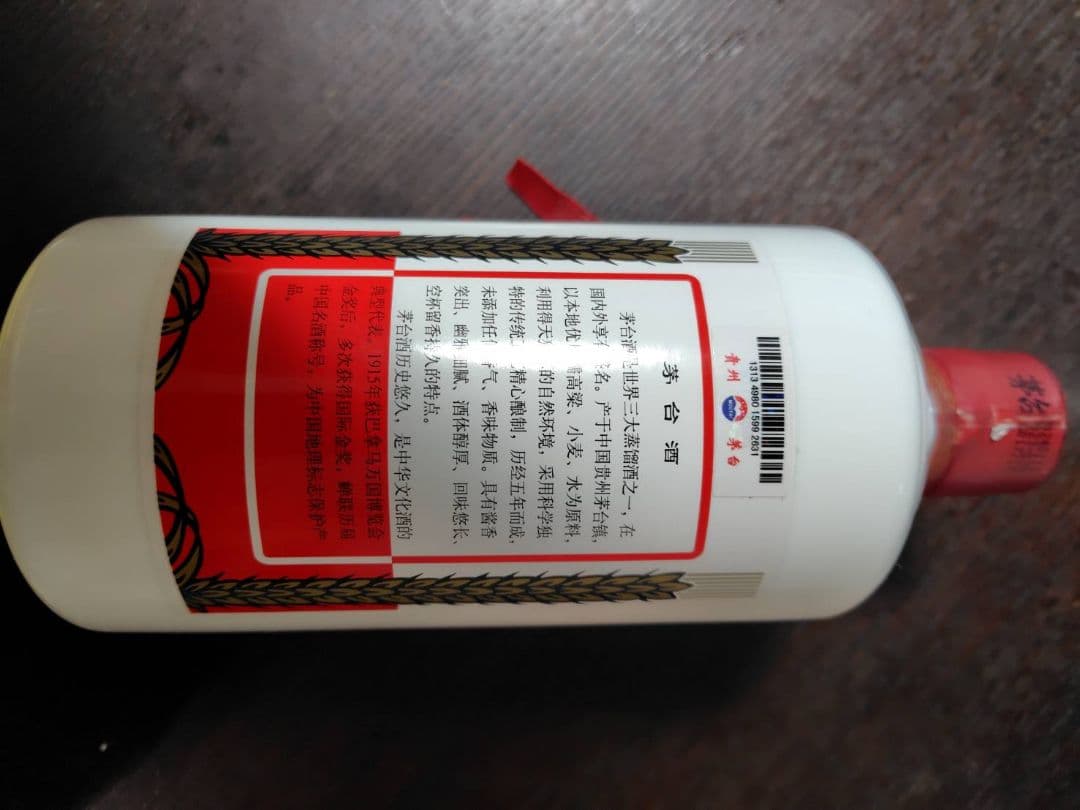 1313 4980 1599 2631
贵州 茅台
茅台酒
茅台酒是世界三大蒸馏酒之一，在
国内外享有 名。产于中国贵州茅台镇，
以本地优 高粱、小麦、水为原料，
利用得天 的自然环境，采用科学独
特的传统 精心酿制，历经五年而成，
未添加任何香气、香味物质。具有酱香
突出、幽雅细腻、酒体醇厚、回味悠长、
空杯留香持久的特点。
茅台酒历史悠久，是中华文化酒的
典型代表。1915年获巴拿马万国博览会
金奖后，多次获得国际金奖，蝉联历届
中国名酒称号，为中国地理标志保护产
品。
茅台